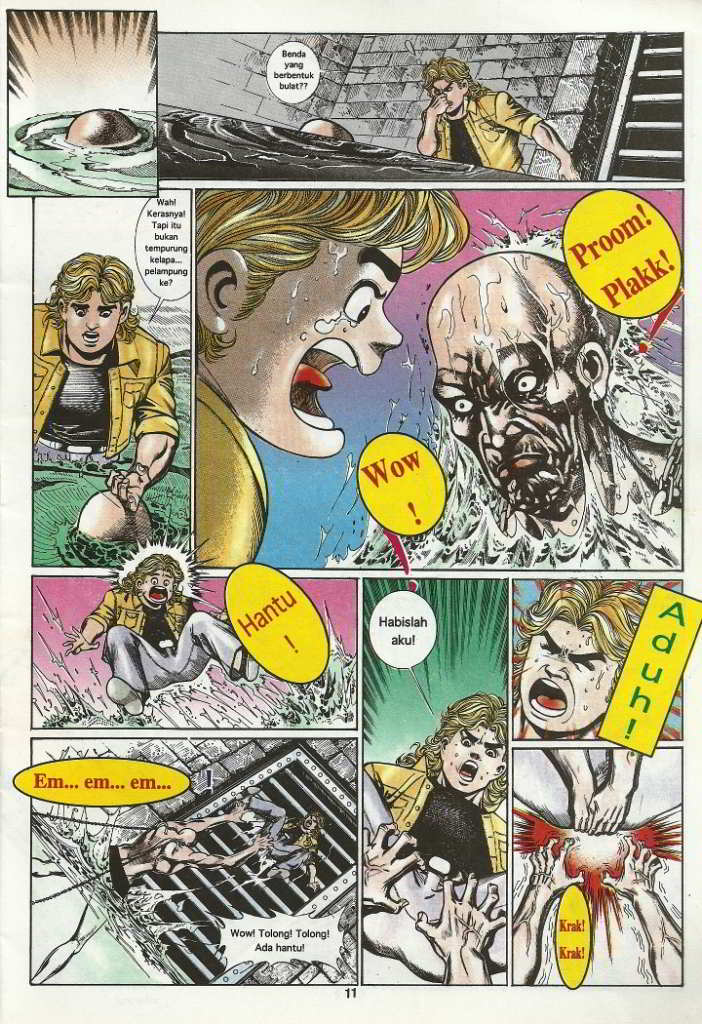 Benda
yang
berbentuk
bulat??
Wah!
Kerasnya!
Tapi itu
bukan
tempurung
kelapa...
pelampung
ke?
Proom!
Plakk!
Wow
!
Hantu
!
Habislah
aku!
Aduh!
Em... em... em...
!
Wow! Tolong! Tolong!
Ada hantu!
Krak!
Krak!
11